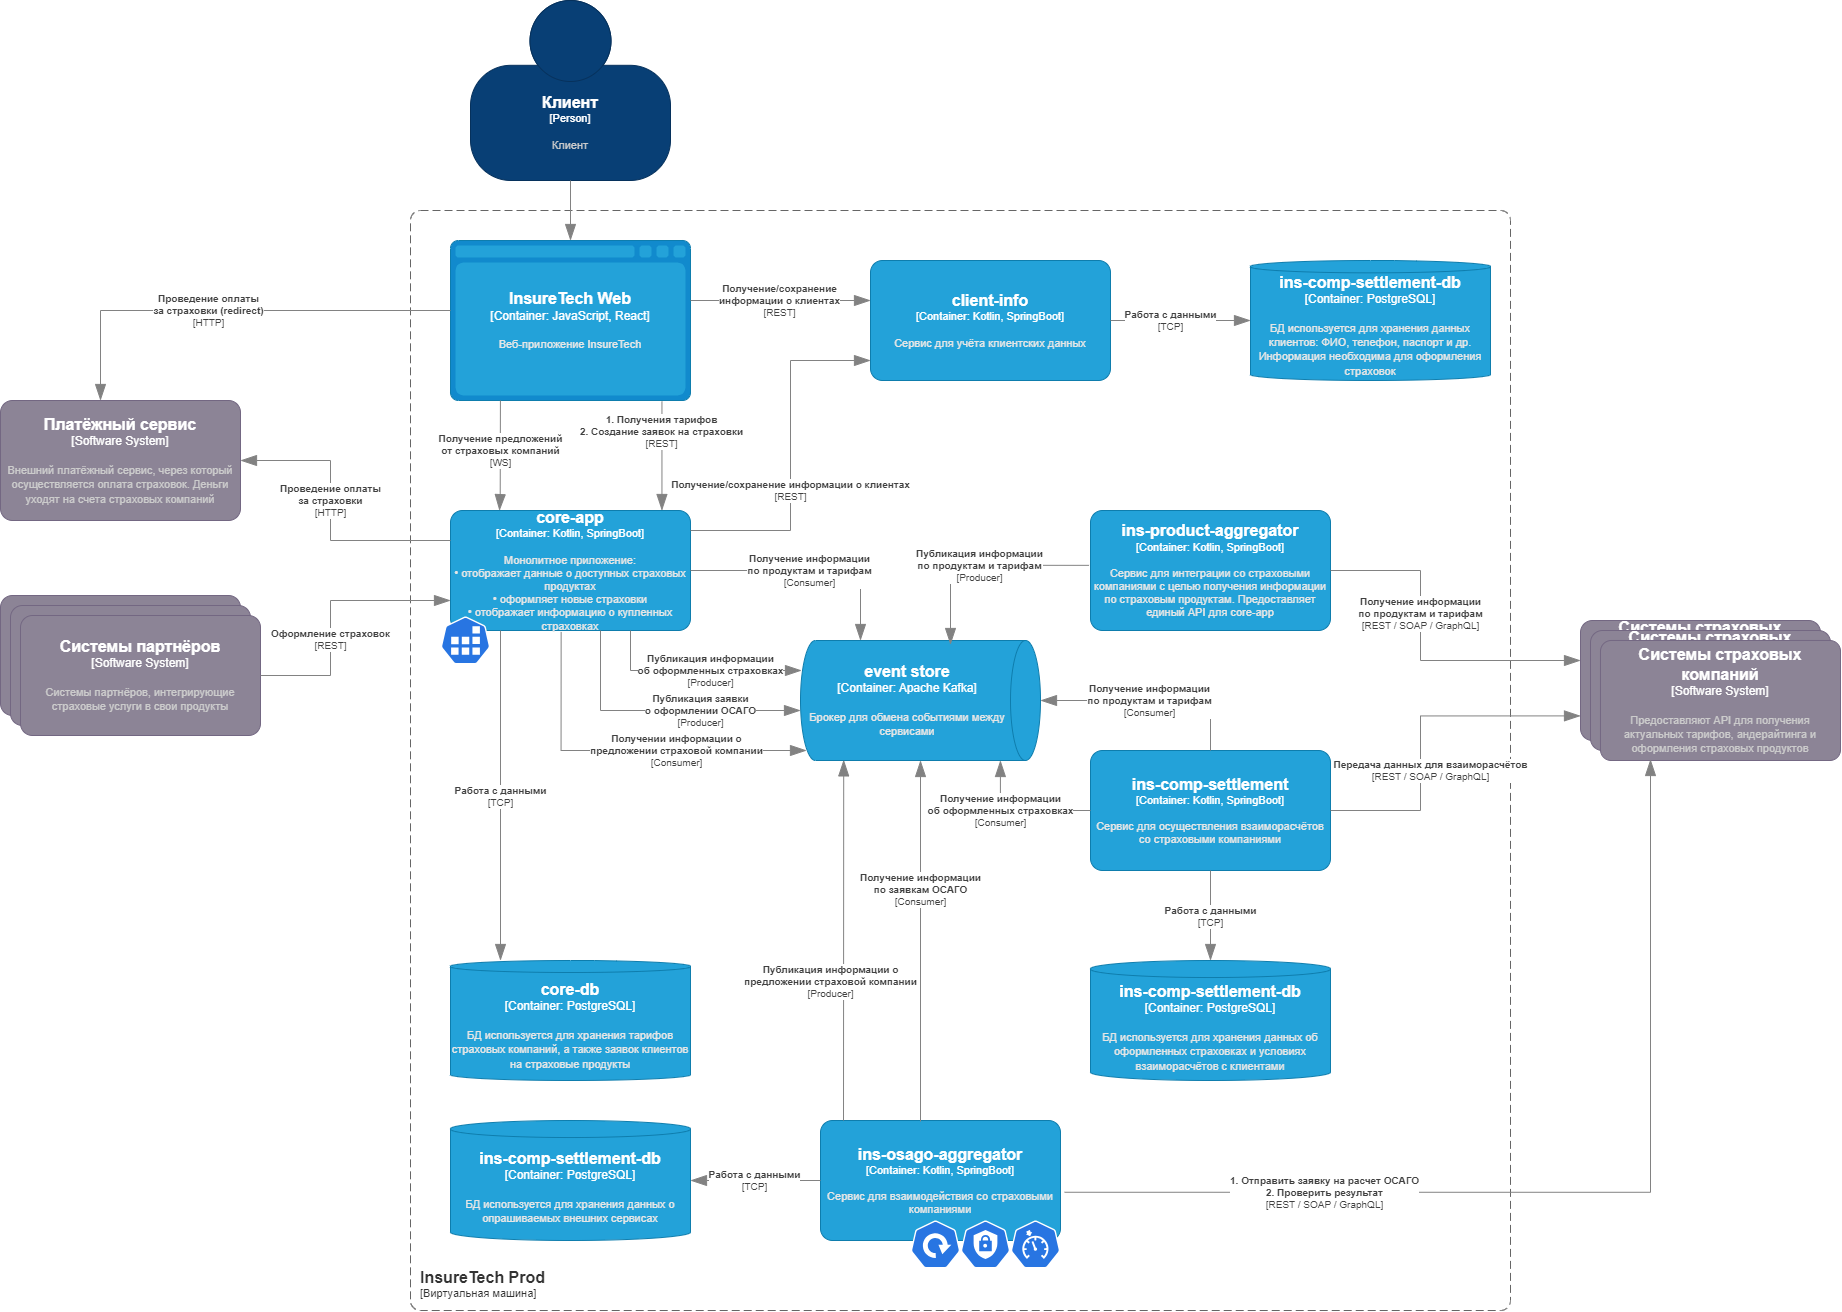 Клиент
[Person]
Клиент
InsureTech Web
[Container: JavaScript, React]
Веб-приложение InsureTech
Получение/сохранение
информации о клиентах
[REST]
client-info
[Container: Kotlin, SpringBoot]
Сервис для учёта клиентских данных
Работа с данными
[TCP]
ins-comp-settlement-db
[Container: PostgreSQL]
БД используется для хранения данных
клиентов: ФИО, телефон, паспорт и др.
Информация необходима для оформления
страховок
Проведение оплаты
за страховки (redirect)
[HTTP]
Платёжный сервис
[Software System]
Внешний платёжный сервис, через который
осуществляется оплата страховок. Деньги
уходят на счета страховых компаний
Получение предложений
от страховых компаний
[WS]
1. Получения тарифов
2. Создание заявок на страховки
[REST]
Получение/сохранение информации о клиентах
[REST]
Проведение оплаты
за страховки
[HTTP]
core-app
[Container: Kotlin, SpringBoot]
Монолитное приложение:
• отображает данные о доступных страховых
продуктах
• оформляет новые страховки
• отображает информацию о купленных
страховках
Получение информации
по продуктам и тарифам
[Consumer]
Публикация информации
по продуктам и тарифам
[Producer]
ins-product-aggregator
[Container: Kotlin, SpringBoot]
Сервис для интеграции со страховыми
компаниями с целью получения информации
по страховым продуктам. Предоставляет
единый API для core-app
Получение информации
по продуктам и тарифам
[REST / SOAP / GraphQL]
Системы партнёров
[Software System]
Системы партнёров, интегрирующие
страховые услуги в свои продукты
Оформление страховок
[REST]
Публикация информации
об оформленных страховках
[Producer]
Публикация заявки
о оформлении ОСАГО
[Producer]
Получении информации о
предложении страховой компании
[Consumer]
event store
[Container: Apache Kafka]
Брокер для обмена событиями между
сервисами
Получение информации
по продуктам и тарифам
[Consumer]
Системы страховых
Системы страховых
Системы страховых
компаний
[Software System]
Предоставляют API для получения
актуальных тарифов, андерайтинга и
оформления страховых продуктов
Передача данных для взаиморасчётов
[REST / SOAP / GraphQL]
Получение информации
об оформленных страховках
[Consumer]
ins-comp-settlement
[Container: Kotlin, SpringBoot]
Сервис для осуществления взаиморасчётов
со страховыми компаниями
Работа с данными
[TCP]
Получение информации
по заявкам ОСАГО
[Consumer]
Работа с данными
[TCP]
Публикация информации о
предложении страховой компании
[Producer]
core-db
[Container: PostgreSQL]
БД используется для хранения тарифов
страховых компаний, а также заявок клиентов
на страховые продукты
ins-comp-settlement-db
[Container: PostgreSQL]
БД используется для хранения данных об
оформленных страховках и условиях
взаиморасчётов с клиентами
ins-comp-settlement-db
[Container: PostgreSQL]
БД используется для хранения данных о
опрашиваемых внешних сервисах
Работа с данными
[TCP]
ins-osago-aggregator
[Container: Kotlin, SpringBoot]
Сервис для взаимодействия со страховыми
компаниями
1. Отправить заявку на расчет ОСАГО
2. Проверить результат
[REST / SOAP / GraphQL]
InsureTech Prod
[Виртуальная машина]